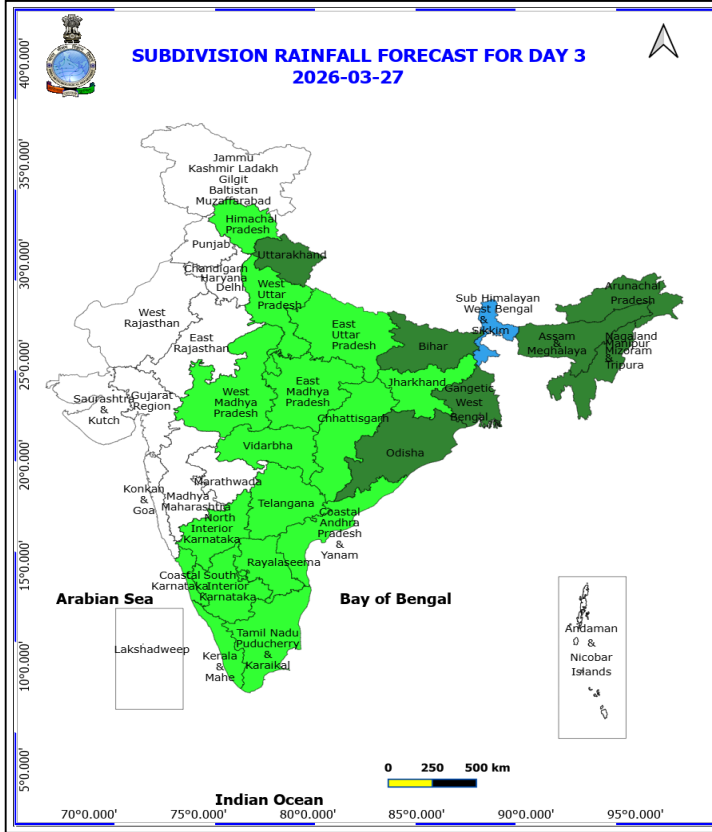 SUBDIVISION RAINFALL FORECAST FOR DAY 3
2026-03-27
40°0.000'
35°0.000'
30°0.000'
25°0.000'
20°0.000'
15°0.000'
10°0.000'
5°0.000'
Jammu
Kashmir Ladakh
Gilgit
Baltistan
Muzaffarabad
Himachal
Pradesh
Punjab
Uttarakhand
Chandigarh
Haryana
Delhi
West
Uttar
Pradesh
West
Rajasthan
East
Rajasthan
East
Uttar
Pradesh
Bihar
Sub Himalayan
West Bengal
&
Sikkim
Arunachal
Pradesh
Assam
&
Meghalaya
Nagaland
Manipur
Mizoram
&
Tripura
Saurashtra
&
Kutch
Gujarat
Region
West
Madhya
Pradesh
East
Madhya
Pradesh
Jharkhand
Gangetic
West
Bengal
Chhattisgarh
Vidarbha
Odisha
Konkan
&
Goa
Madhya
Maharashtra
Marathwada
Telangana
North
Interior
Karnataka
Coastal
Andhra
Pradesh
&
Yanam
Rayalaseema
Coastal
Karnataka
South
Interior
Karnataka
Arabian Sea
Bay of Bengal
Lakshadweep
Kerala
&
Mahe
Tamil Nadu
Puducherry
&
Karaikal
Andaman
&
Nicobar
Islands
0 250 500 km
Indian Ocean
70°0.000' 75°0.000' 80°0.000' 85°0.000' 90°0.000' 95°0.000'